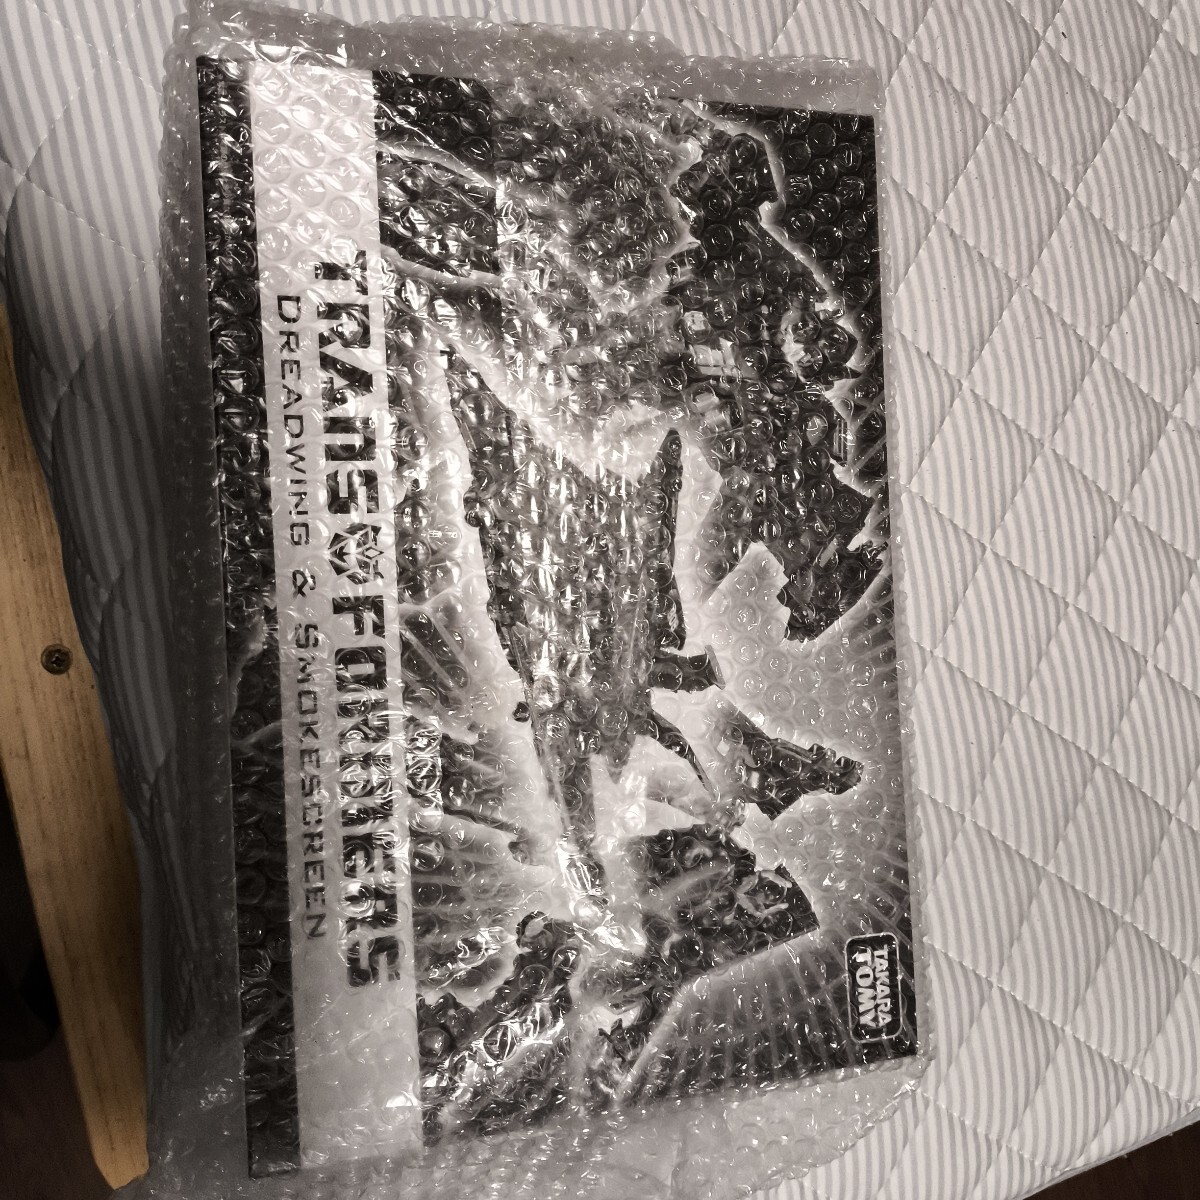 TRANSFORMERS
DREADWING & SMOKESCREEN
TAKARA
TOMY